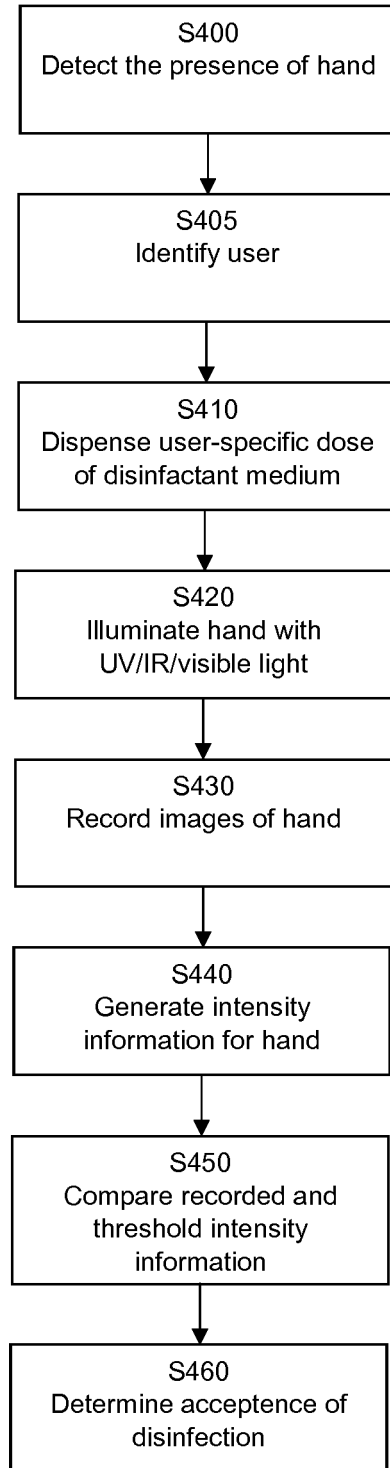 S400
Detect the presence of hand
S405
Identify user
S410
Dispense user-specific dose
of disinfactant medium
S420
Illuminate hand with
UV/IR/visible light
S430
Record images of hand
S440
Generate intensity
information for hand
S450
Compare recorded and
threshold intensity
information
S460
Determine acceptence of
disinfection